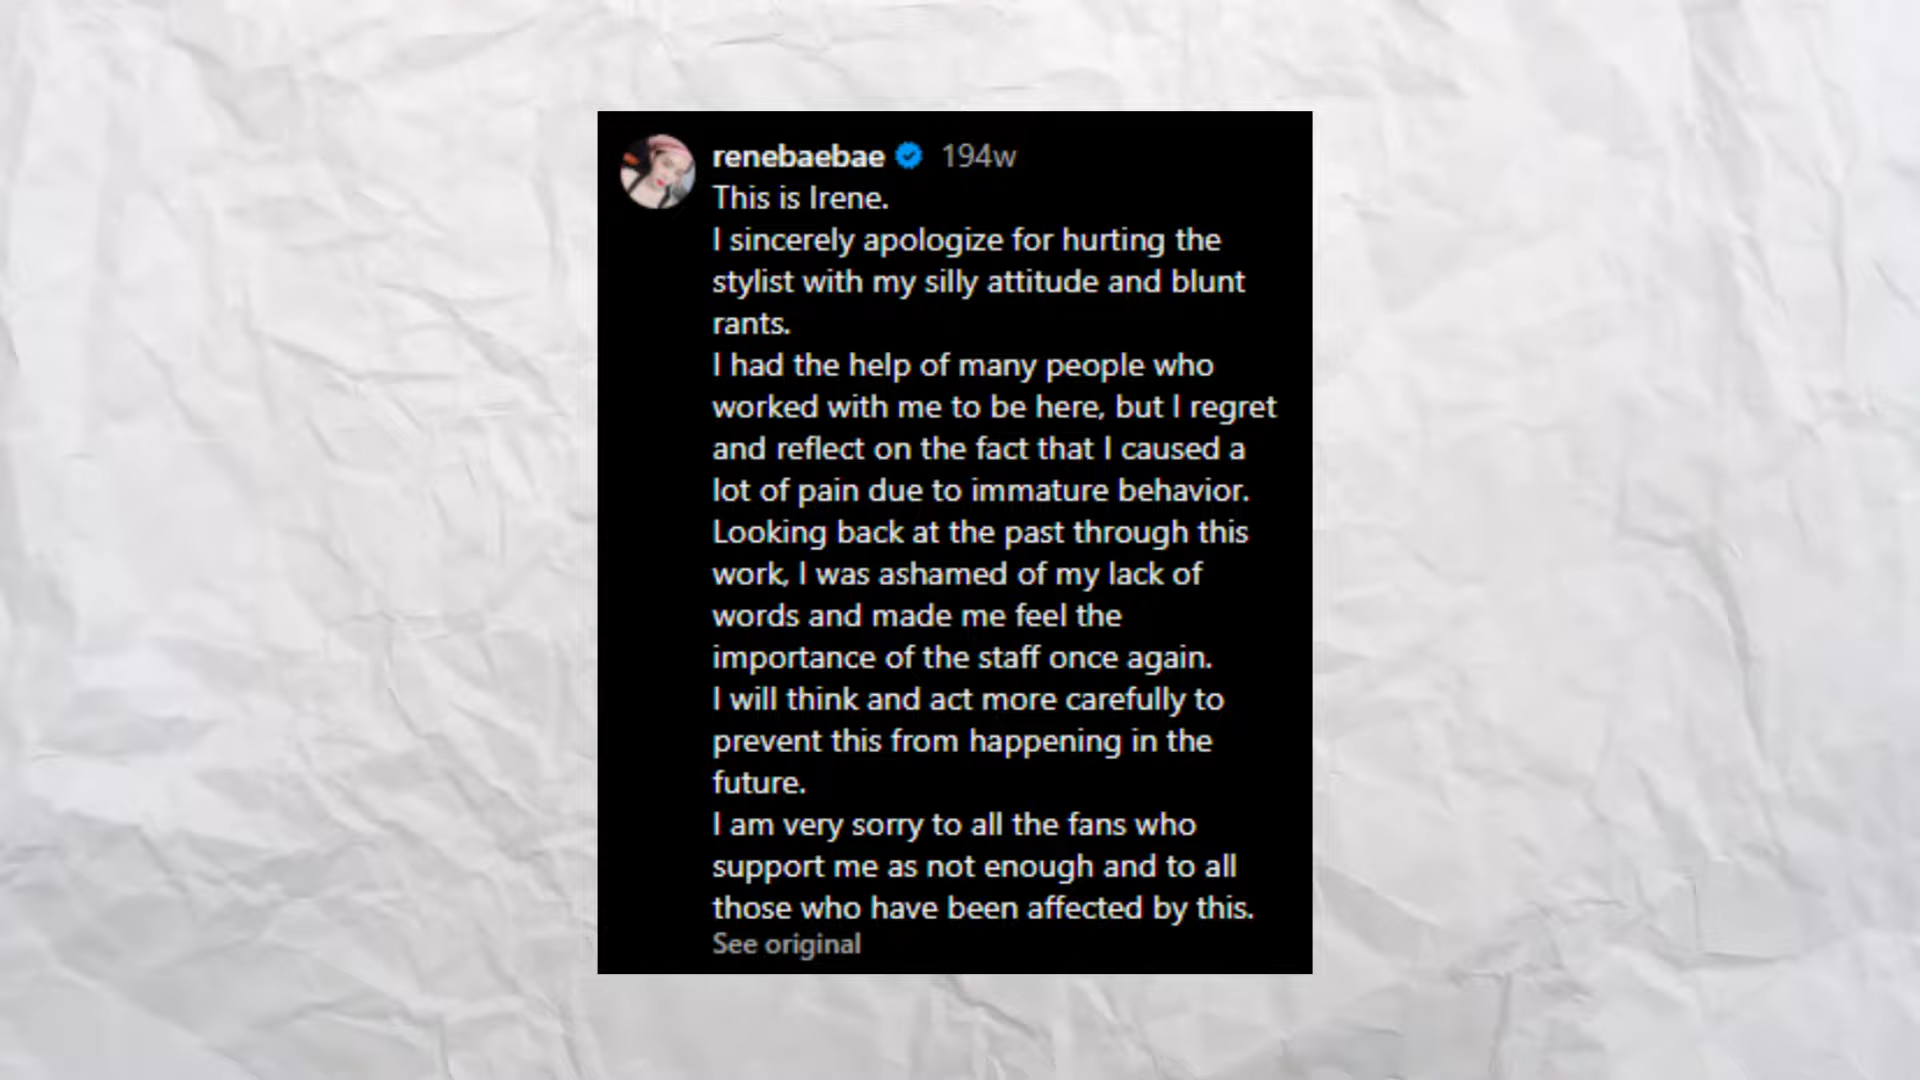 renebaebae 194w
This is Irene.
I sincerely apologize for hurting the
stylist with my silly attitude and blunt
rants.
I had the help of many people who
worked with me to be here, but I regret
and reflect on the fact that I caused a
lot of pain due to immature behavior.
Looking back at the past through this
work, I was ashamed of my lack of
words and made me feel the
importance of the staff once again.
I will think and act more carefully to
prevent this from happening in the
future.
I am very sorry to all the fans who
support me as not enough and to all
those who have been affected by this.
See original